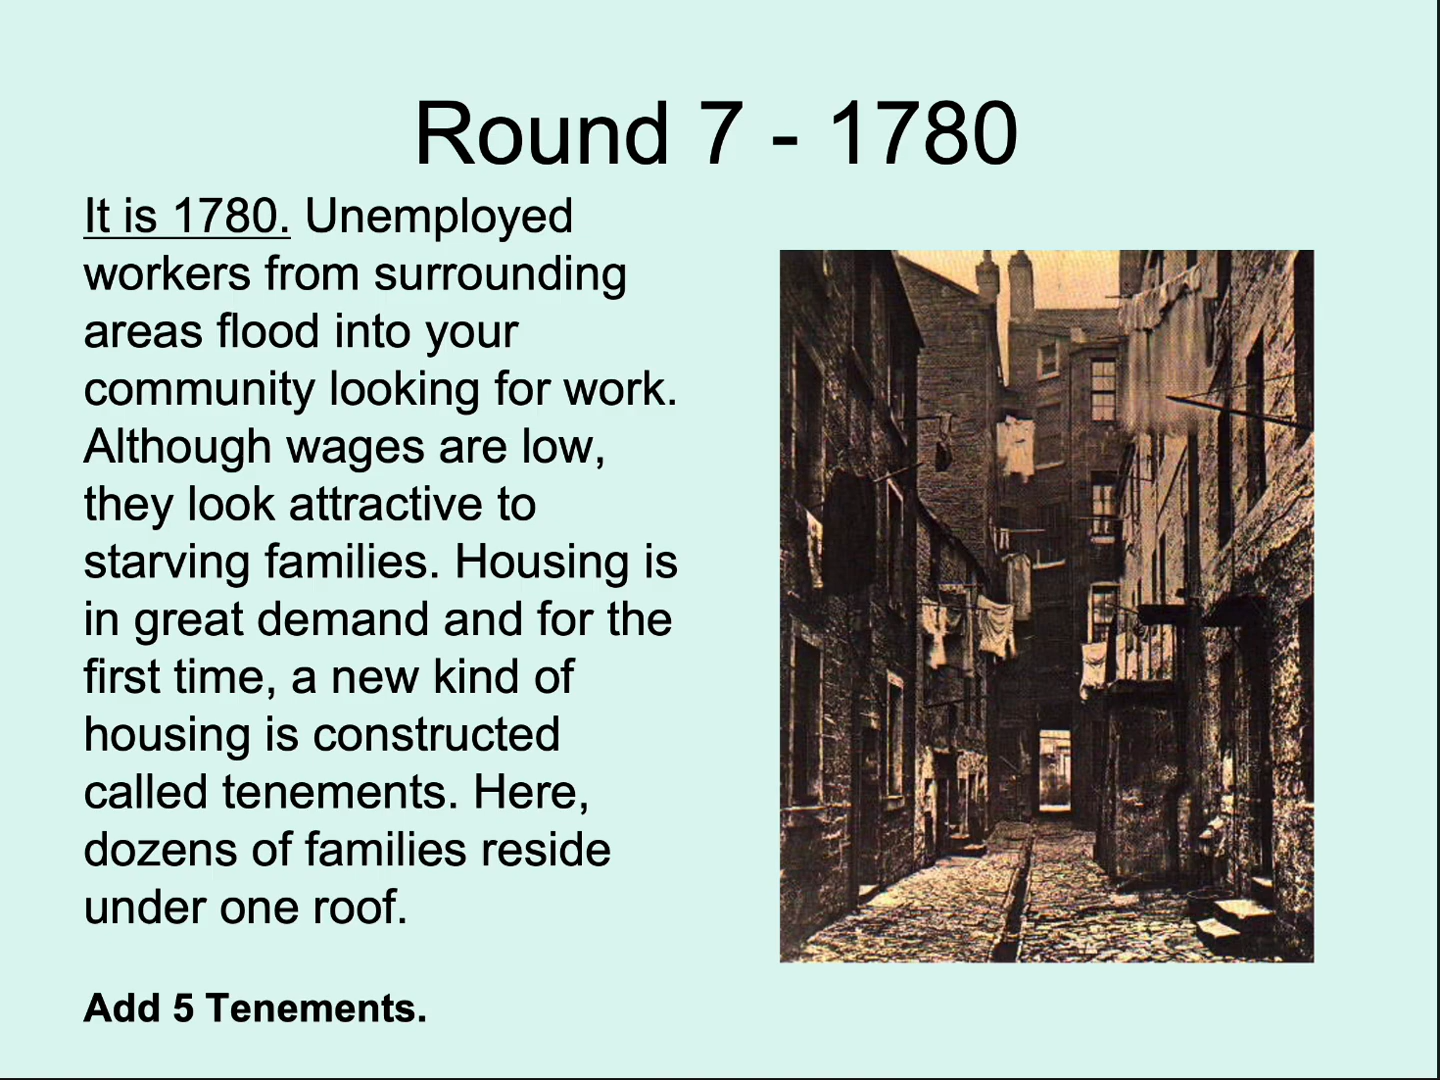 Round 7 - 1780
It is 1780. Unemployed
workers from surrounding
areas flood into your
community looking for work.
Although wages are low,
they look attractive to
starving families. Housing is
in great demand and for the
first time, a new kind of
housing is constructed
called tenements. Here,
dozens of families reside
under one roof.
Add 5 Tenements.